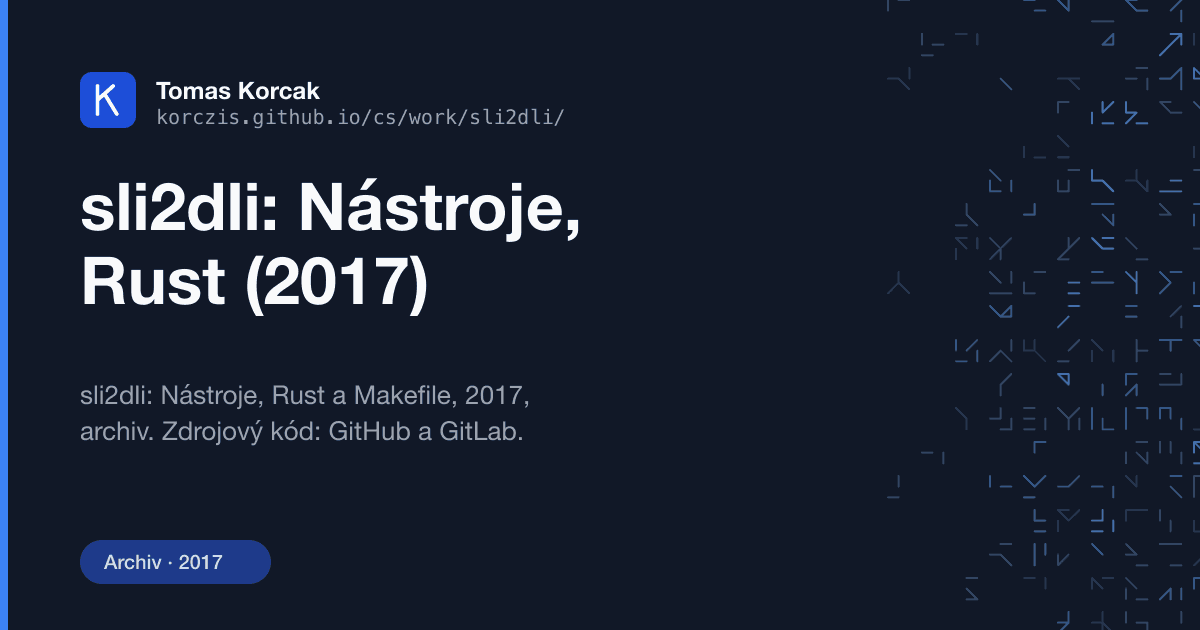 K
Tomas Korcak
korczis.github.io/cs/work/sli2dli/
sli2dli: Nástroje,
Rust (2017)
sli2dli: Nástroje, Rust a Makefile, 2017,
archiv. Zdrojový kód: GitHub a GitLab.
Archiv · 2017